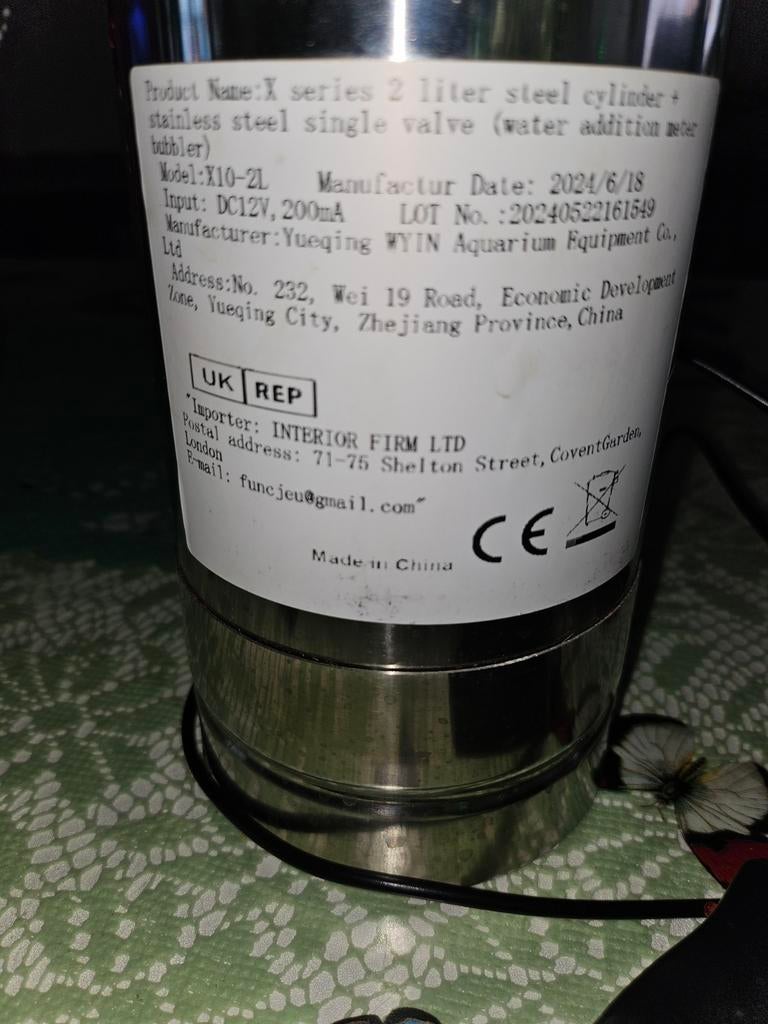 Product Name:X series 2 liter steel cylinder +
stainless steel single valve (water addition meter
bubbler)
Model:X10-2L Manufactur Date: 2024/6/18
Input: DC12V,200mA LOT No.:20240522161549
Manufacturer:Yueqing WYIN Aquarium Equipment Co.,
Ltd
Address:No. 232, Wei 19 Road, Economic Development
Zone, Yueqing City, Zhejiang Province,China
UK REP
"Importer: INTERIOR FIRM LTD
Postal address: 71-75 Shelton Street,CoventGarden,
London
E-mail: funcjeu@gmail.com"
CE
Made in China